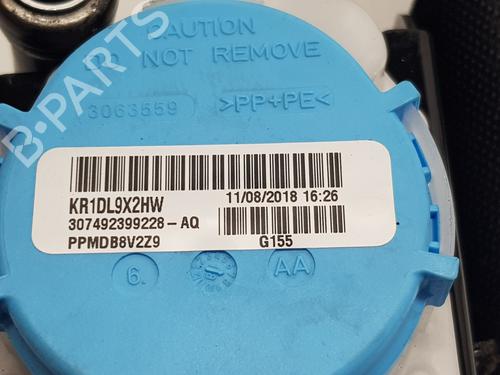 CAUTION
DO NOT REMOVE
3063559
>PP+PE<
B-PARTS
KR1DL9X2HW
11/08/2018 16:26
307492399228-AQ
PPMDB8V2Z9
G155
6
AA